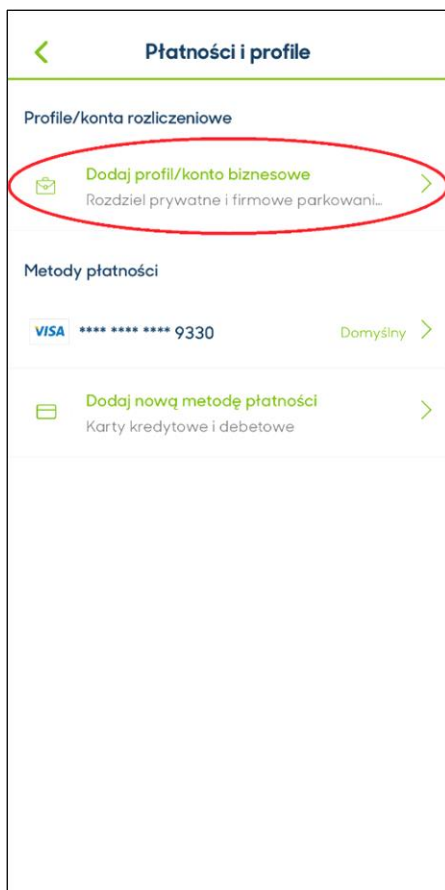 Płatności i profile
Profile/konta rozliczeniowe
Dodaj profil/konto biznesowe
Rozdziel prywatne i firmowe parkowani...
Metody płatności
VISA **** **** **** 9330 Domyślny
Dodaj nową metodę płatności
Karty kredytowe i debetowe